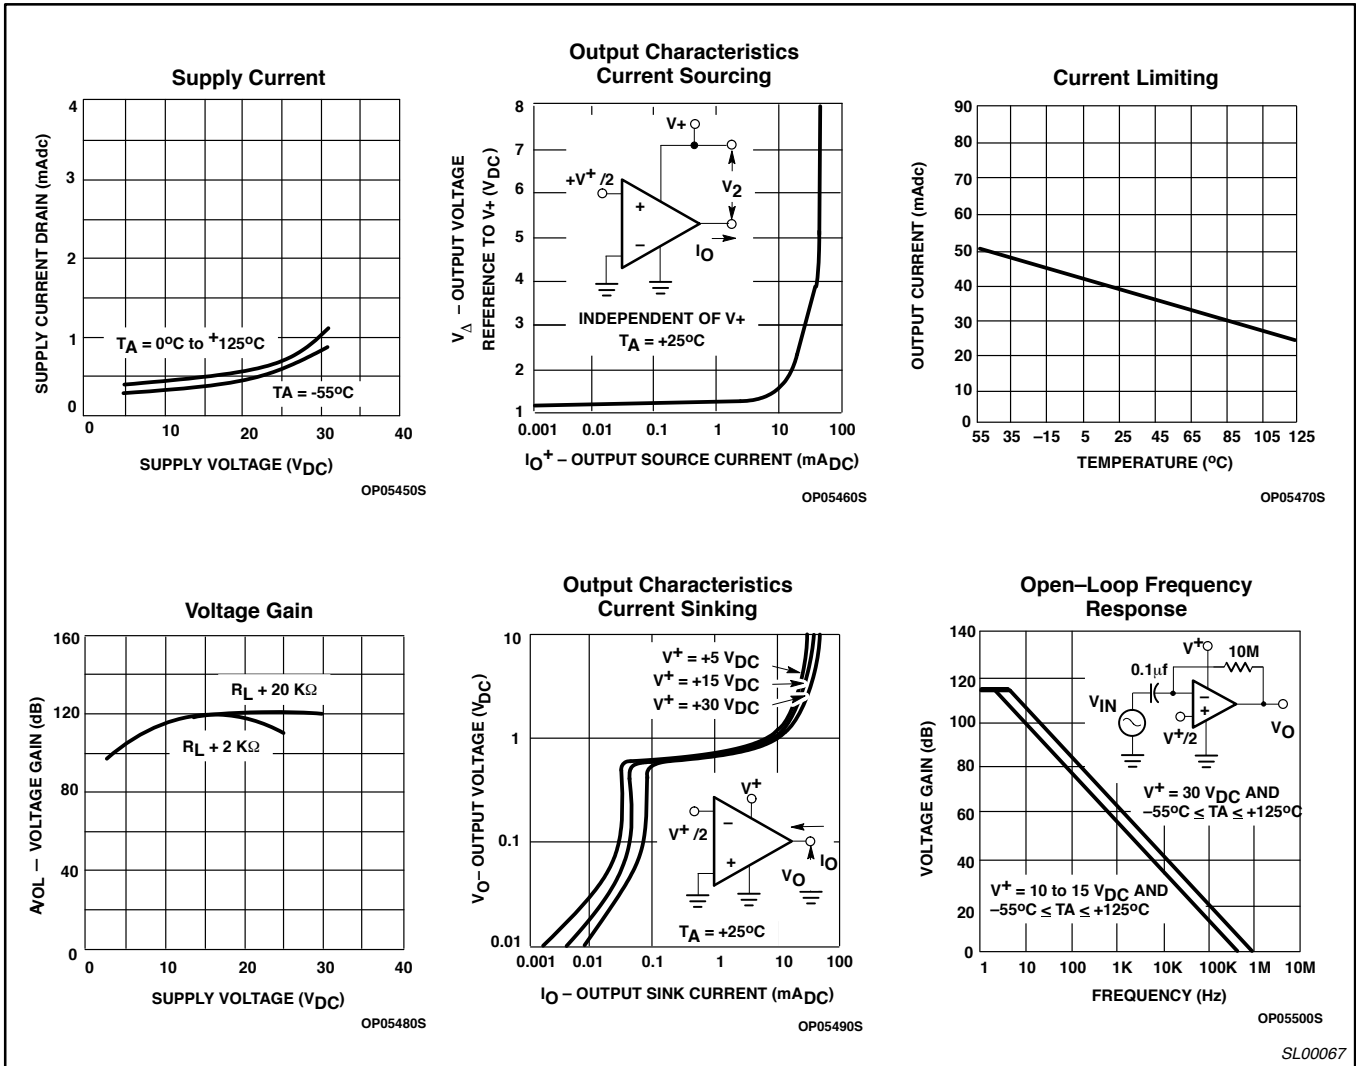 Supply Current
4
3
2
1
0
SUPPLY CURRENT DRAIN (mAdc)
TA = 0°C to +125°C
TA = -55°C
0 10 20 30 40
SUPPLY VOLTAGE (VDC)
OP05450S
Output Characteristics
Current Sourcing
8
7
6
5
4
3
2
1
VΔ – OUTPUT VOLTAGE
REFERENCE TO V+ (VDC)
V+
+V+ /2
V2
+
–
IO
INDEPENDENT OF V+
TA = +25°C
0.001 0.01 0.1 1 10 100
IO+ – OUTPUT SOURCE CURRENT (mADC)
OP05460S
Current Limiting
90
80
70
60
50
40
30
20
10
0
OUTPUT CURRENT (mAdc)
55 35 –15 5 25 45 65 85 105 125
TEMPERATURE (°C)
OP05470S
Voltage Gain
160
120
80
40
0
AVOL — VOLTAGE GAIN (dB)
RL + 20 KΩ
RL + 2 KΩ
0 10 20 30 40
SUPPLY VOLTAGE (VDC)
OP05480S
Output Characteristics
Current Sinking
10
1
0.1
0.01
VO– OUTPUT VOLTAGE (VDC)
V+ = +5 VDC
V+ = +15 VDC
V+ = +30 VDC
V+
V+ /2
–
+
VO
IO
TA = +25°C
0.001 0.01 0.1 1 10 100
IO – OUTPUT SINK CURRENT (mADC)
OP05490S
Open–Loop Frequency
Response
140
120
100
80
60
40
20
0
VOLTAGE GAIN (dB)
V+
10M
0.1µf
VIN
–
+
V+/2
VO
V+ = 30 VDC AND
–55°C ≤ TA ≤ +125°C
V+ = 10 to 15 VDC AND
–55°C ≤ TA ≤ +125°C
1 10 100 1K 10K 100K 1M 10M
FREQUENCY (Hz)
OP05500S
SL00067